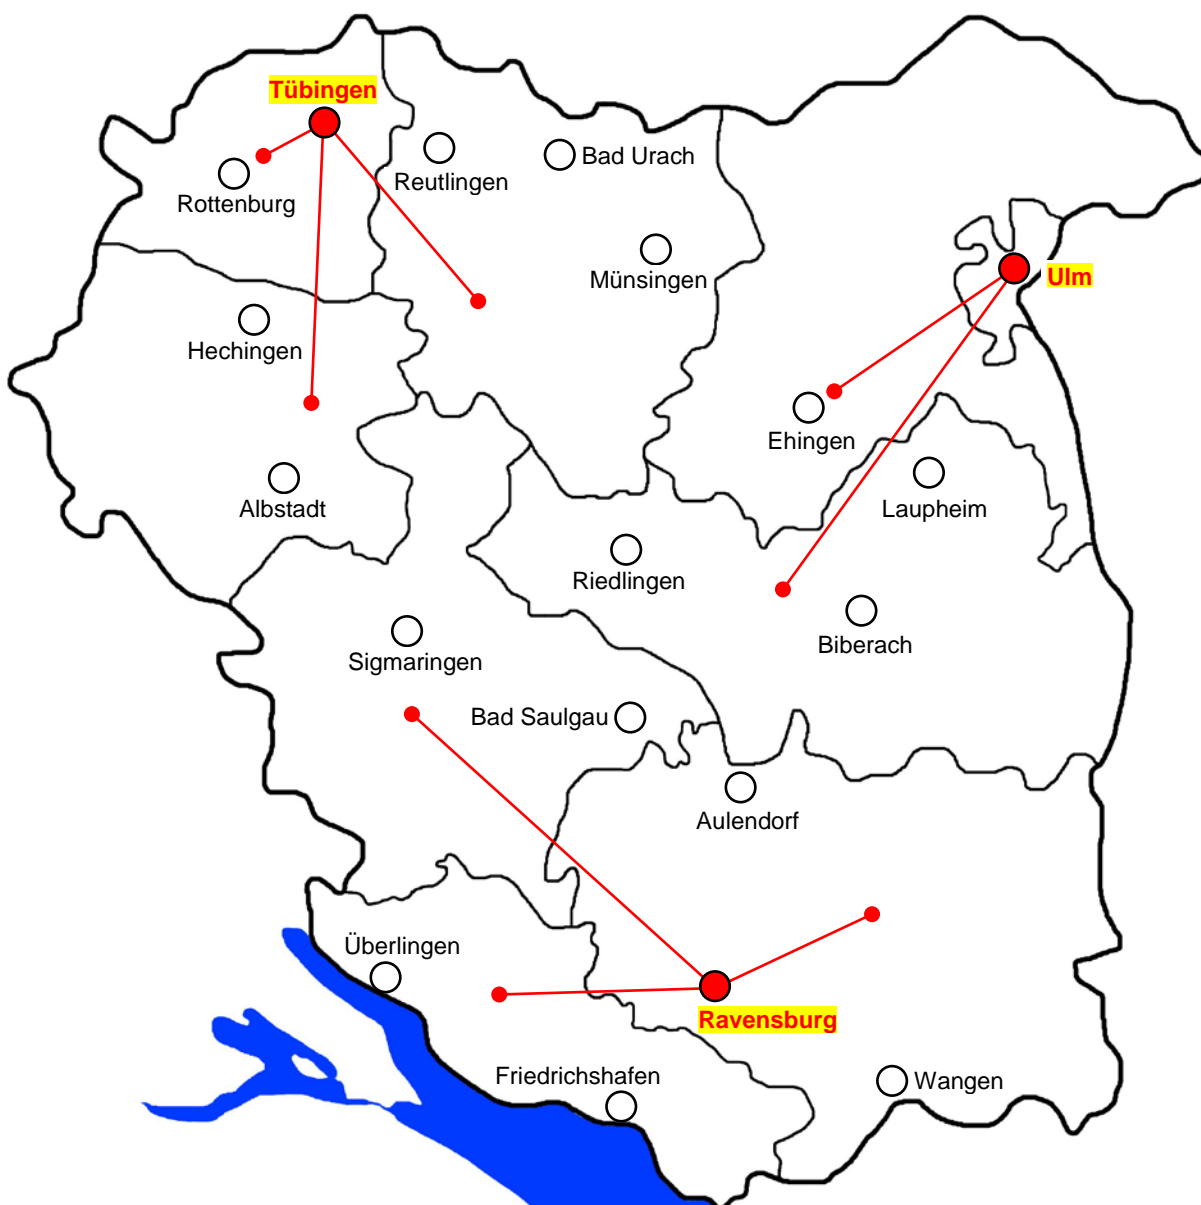 Tübingen
Bad Urach
Reutlingen
Rottenburg
Münsingen
Ulm
Hechingen
Ehingen
Albstadt
Laupheim
Riedlingen
Biberach
Sigmaringen
Bad Saulgau
Aulendorf
Überlingen
Ravensburg
Friedrichshafen
Wangen